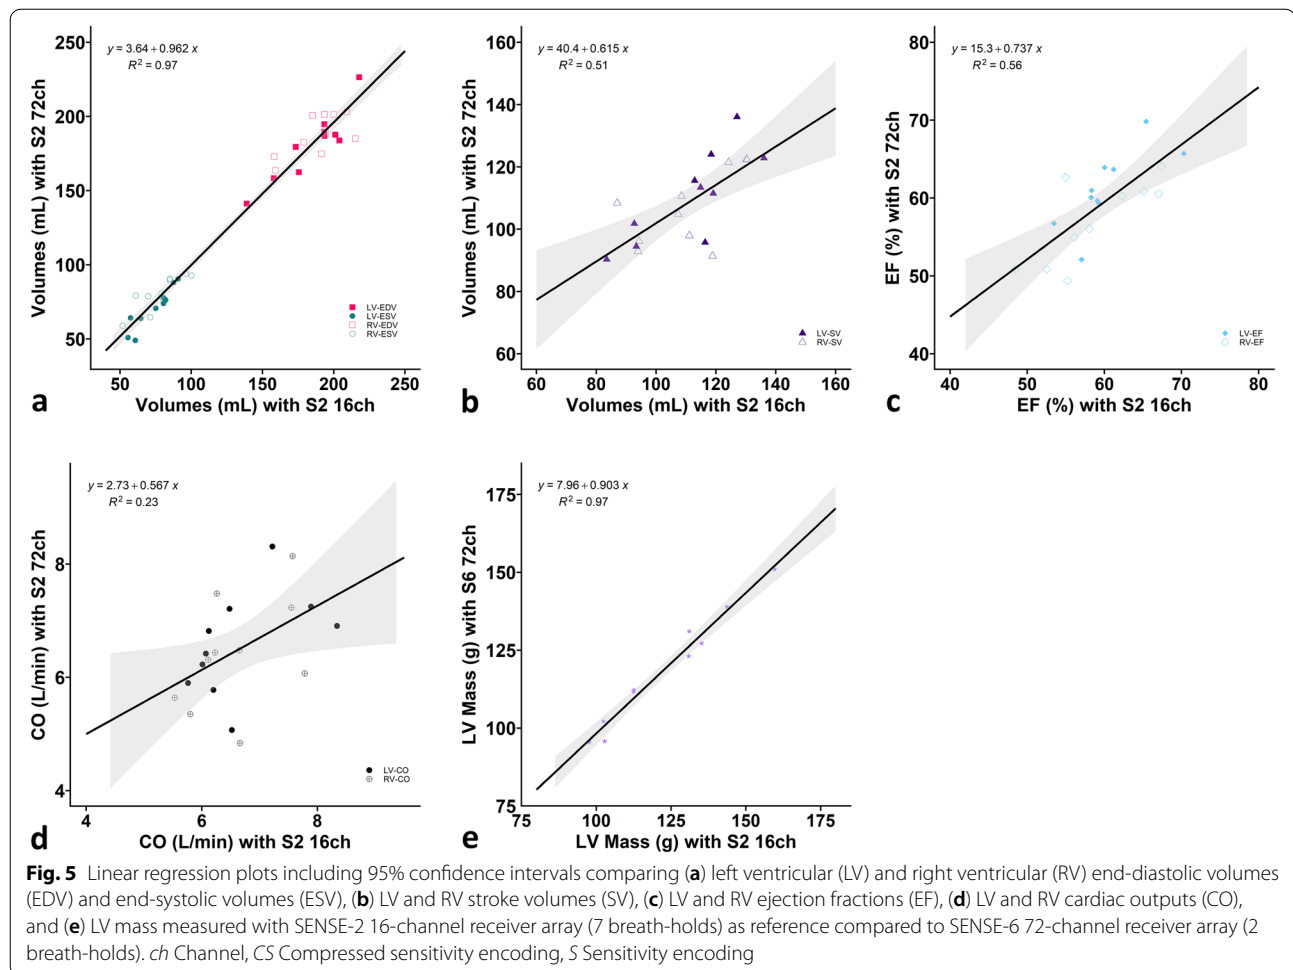 y = 3.64 + 0.962 x
R² = 0.97
Volumes (mL) with S2 72ch
250
200
150
100
50
LV-EDV
LV-ESV
RV-EDV
RV-ESV
50 100 150 200 250
a
Volumes (mL) with S2 16ch
y = 40.4 + 0.615 x
R² = 0.51
Volumes (mL) with S2 72ch
160
140
120
100
80
60
LV-SV
RV-SV
60 80 100 120 140 160
b
Volumes (mL) with S2 16ch
y = 15.3 + 0.737 x
R² = 0.56
EF (%) with S2 72ch
80
70
60
50
40
LV-EF
RV-EF
40 50 60 70 80
c
EF (%) with S2 16ch
y = 2.73 + 0.567 x
R² = 0.23
CO (L/min) with S2 72ch
8
6
4
LV-CO
RV-CO
4 6 8
d
CO (L/min) with S2 16ch
y = 7.96 + 0.903 x
R² = 0.97
LV Mass (g) with S6 72ch
175
150
125
100
75
75 100 125 150 175
e
LV Mass (g) with S2 16ch
Fig. 5 Linear regression plots including 95% confidence intervals comparing (a) left ventricular (LV) and right ventricular (RV) end-diastolic volumes
(EDV) and end-systolic volumes (ESV), (b) LV and RV stroke volumes (SV), (c) LV and RV ejection fractions (EF), (d) LV and RV cardiac outputs (CO),
and (e) LV mass measured with SENSE-2 16-channel receiver array (7 breath-holds) as reference compared to SENSE-6 72-channel receiver array (2
breath-holds). ch Channel, CS Compressed sensitivity encoding, S Sensitivity encoding